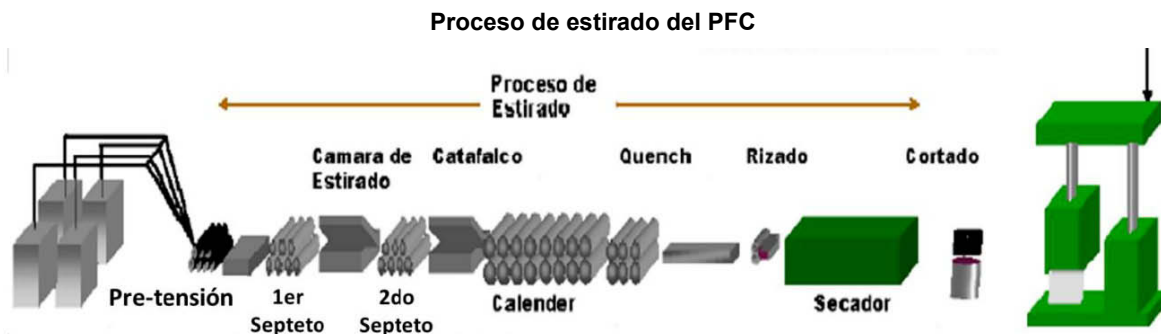 Proceso de estirado del PFC
Proceso de
Estirado
Camara de
Estirado
Catafalco
Quench
Rizado
Cortado
Pre-tensión
1er
Septeto
2do
Septeto
Calender
Secador